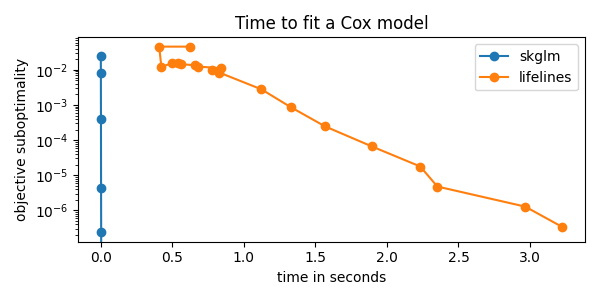 Time to fit a Cox model
objective suboptimality
10⁻²
10⁻³
10⁻⁴
10⁻⁵
10⁻⁶
skglm
lifelines
0.0 0.5 1.0 1.5 2.0 2.5 3.0
time in seconds